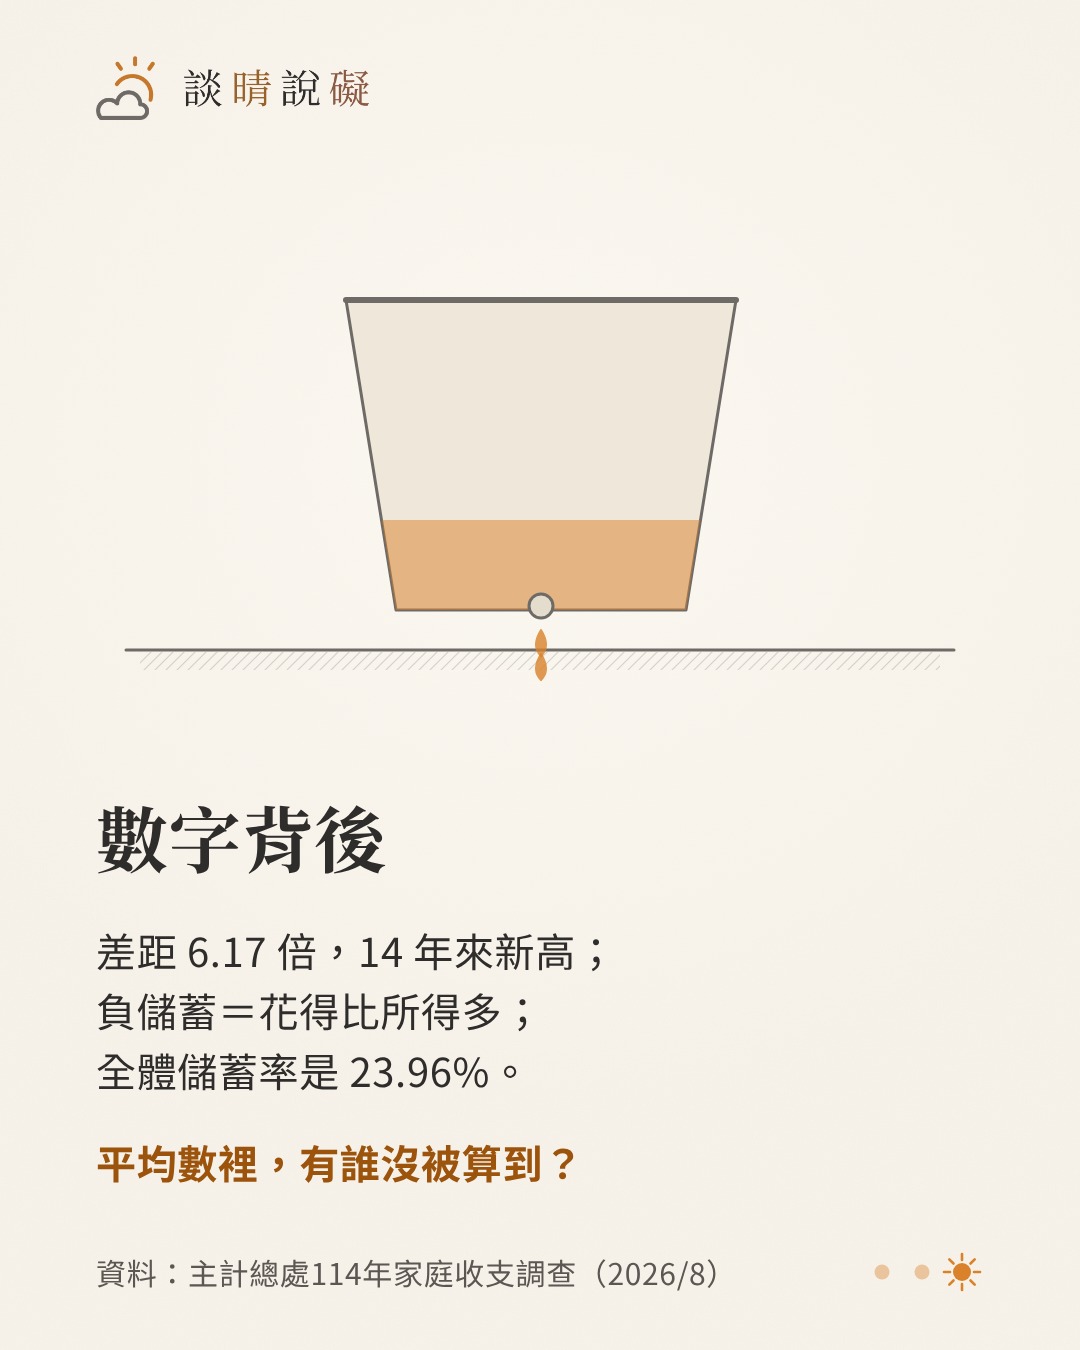 談晴說礙
數字背後
差距 6.17 倍，14 年來新高；
負儲蓄＝花得比所得多；
全體儲蓄率是 23.96%。
平均數裡，有誰沒被算到？
資料：主計總處114年家庭收支調查（2026/8）